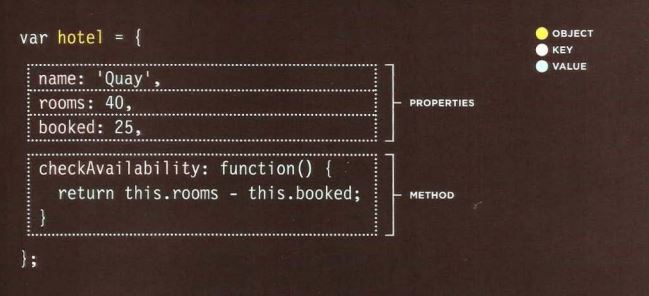 var hotel = {
OBJECT
KEY
VALUE
name: 'Quay',
rooms: 40,
booked: 25,
PROPERTIES
checkAvailability: function() {
return this.rooms - this.booked;
}
METHOD
};